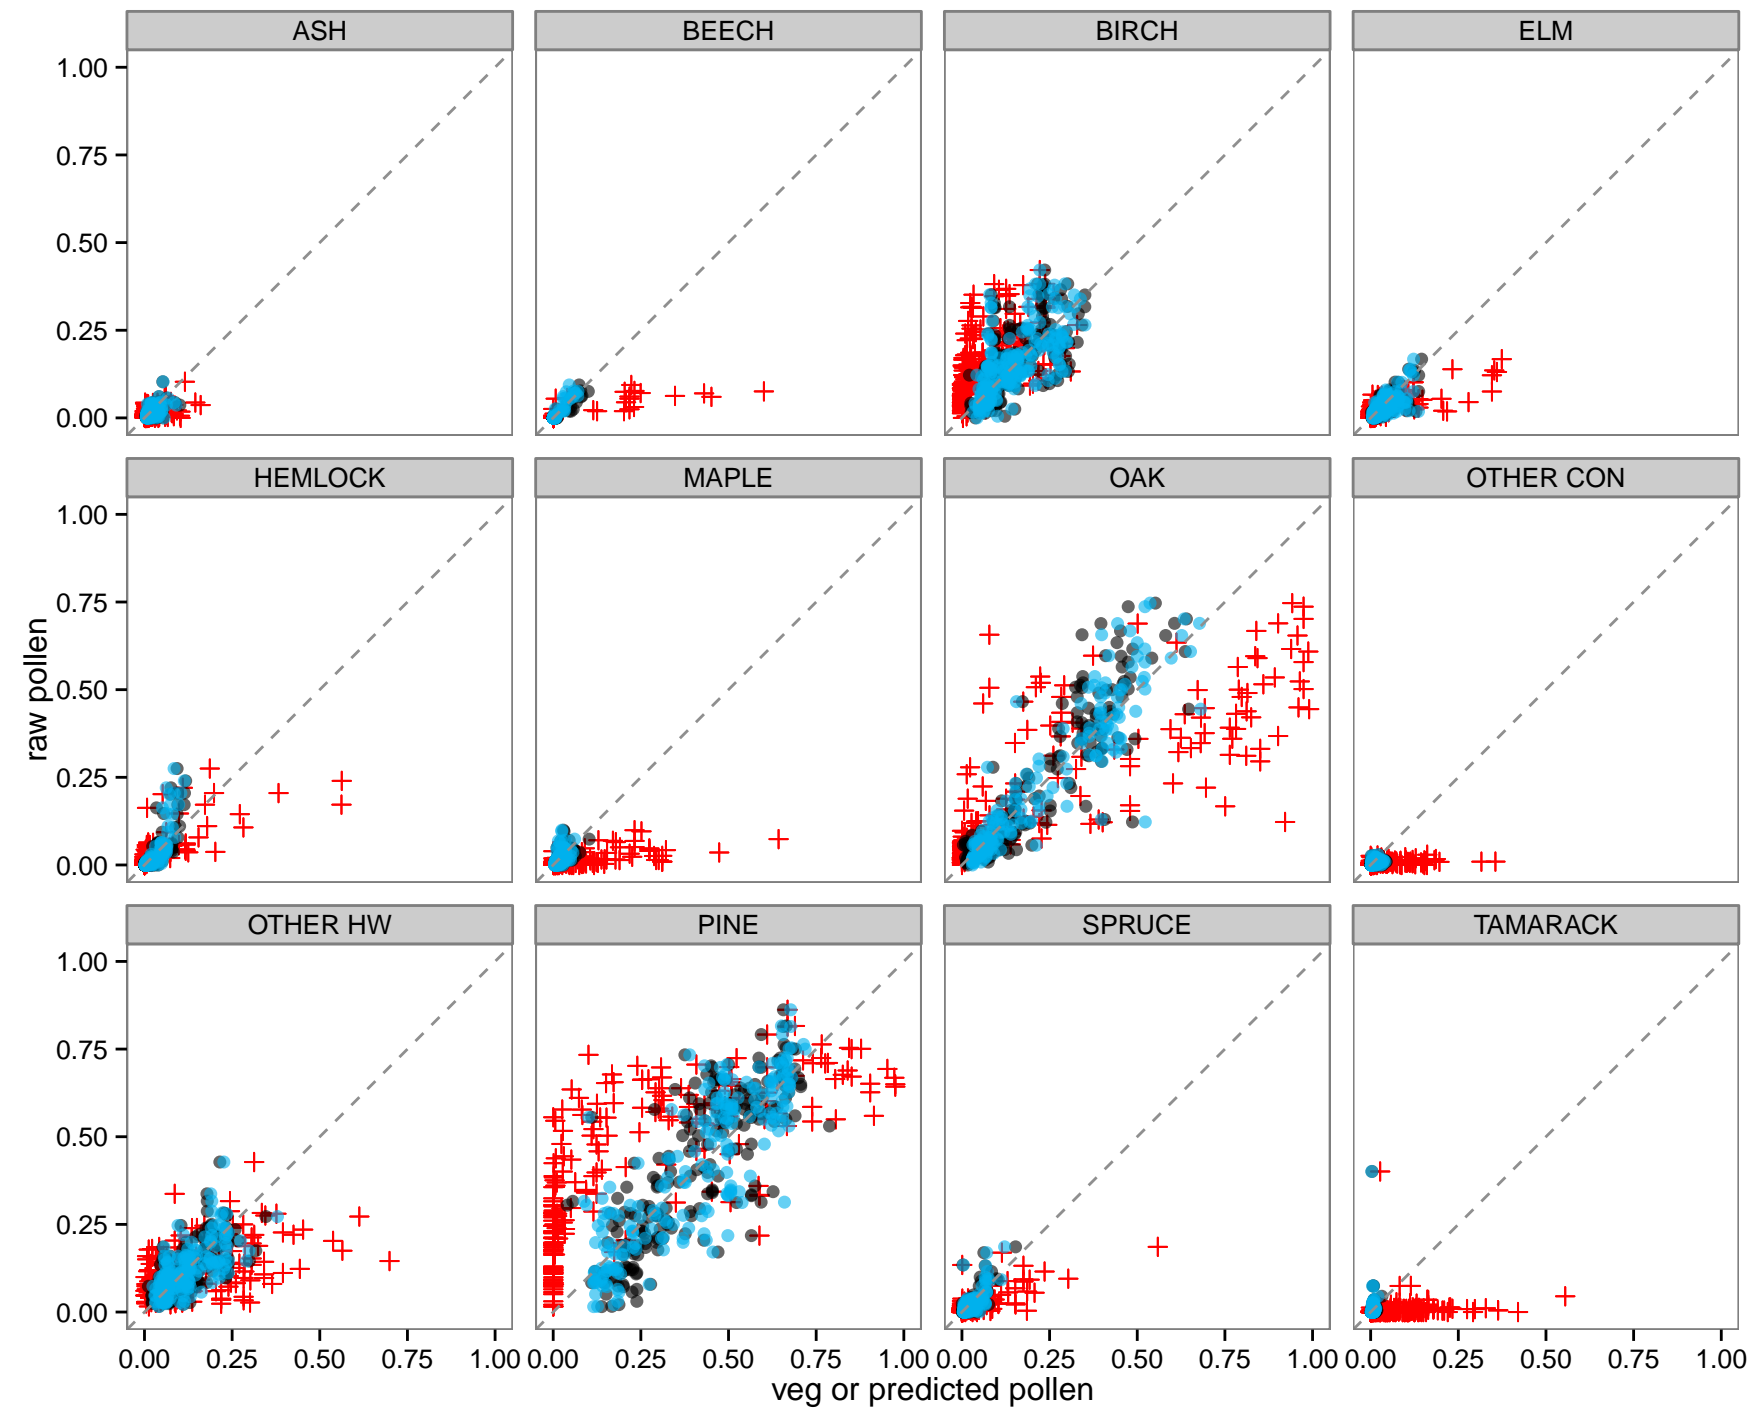 ASH BEECH BIRCH ELM
1.00
0.75
0.50
0.25
0.00
HEMLOCK MAPLE OAK OTHER CON
1.00
0.75
0.50
0.25
0.00
raw pollen
OTHER HW PINE SPRUCE TAMARACK
1.00
0.75
0.50
0.25
0.00
0.00 0.25 0.50 0.75 1.00 0.00 0.25 0.50 0.75 1.00 0.00 0.25 0.50 0.75 1.00 0.00 0.25 0.50 0.75 1.00
veg or predicted pollen